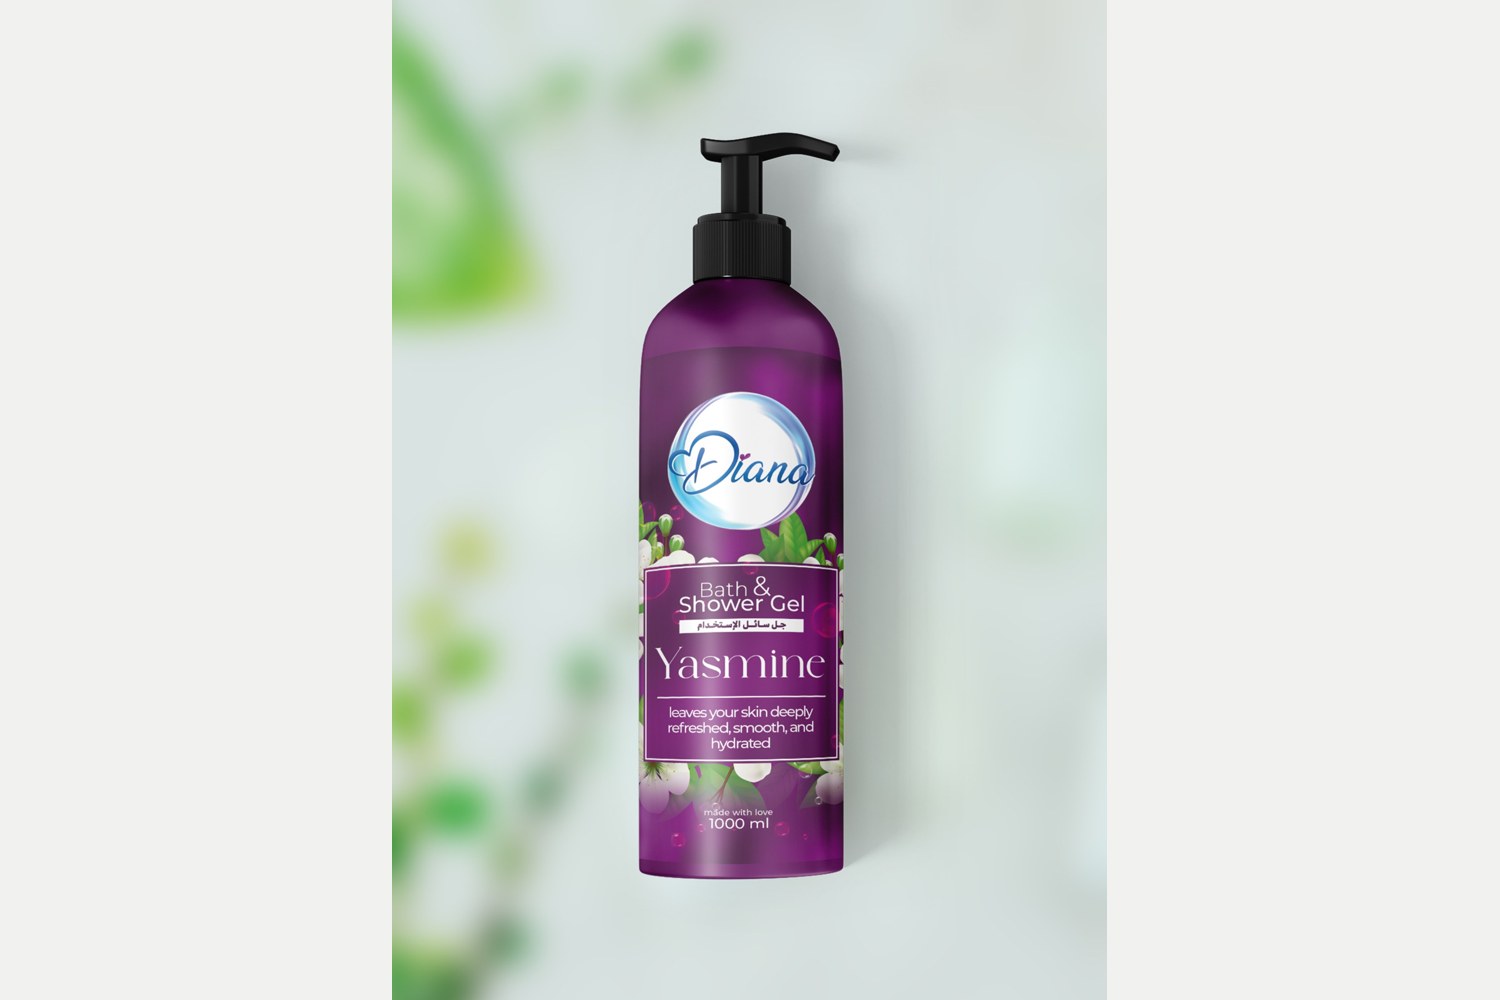 Diana
Bath &
Shower Gel
جل سائل الإستخدام
Yasmine
leaves your skin deeply
refreshed, smooth, and
hydrated
made with love
1000 ml